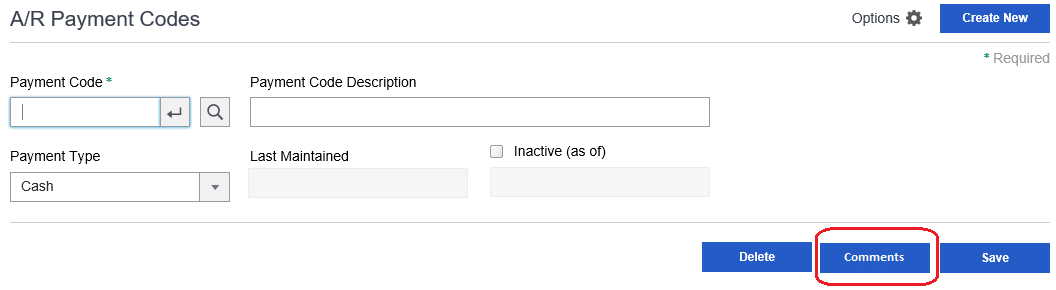 A/R Payment Codes
Options
Create New
* Required
Payment Code *
Payment Code Description
Payment Type
Last Maintained
Inactive (as of)
Cash
Delete
Comments
Save